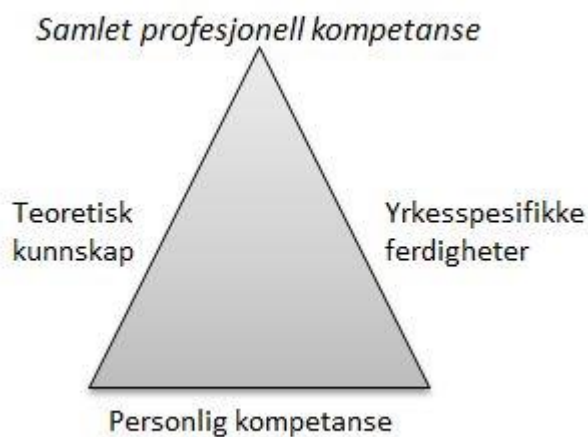 Samlet profesjonell kompetanse
Teoretisk
kunnskap
Yrkesspesifikke
ferdigheter
Personlig kompetanse